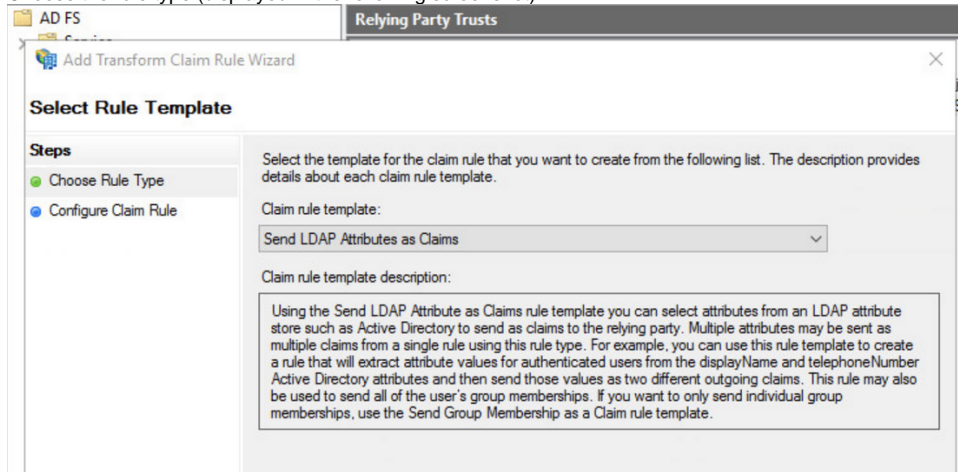 AD FS
Relying Party Trusts
Add Transform Claim Rule Wizard
Select Rule Template
Steps
Choose Rule Type
Configure Claim Rule
Select the template for the claim rule that you want to create from the following list. The description provides
details about each claim rule template.
Claim rule template:
Send LDAP Attributes as Claims
Claim rule template description:
Using the Send LDAP Attribute as Claims rule template you can select attributes from an LDAP attribute
store such as Active Directory to send as claims to the relying party. Multiple attributes may be sent as
multiple claims from a single rule using this rule type. For example, you can use this rule template to create
a rule that will extract attribute values for authenticated users from the displayName and telephoneNumber
Active Directory attributes and then send those values as two different outgoing claims. This rule may also
be used to send all of the user's group memberships. If you want to only send individual group
memberships, use the Send Group Membership as a Claim rule template.